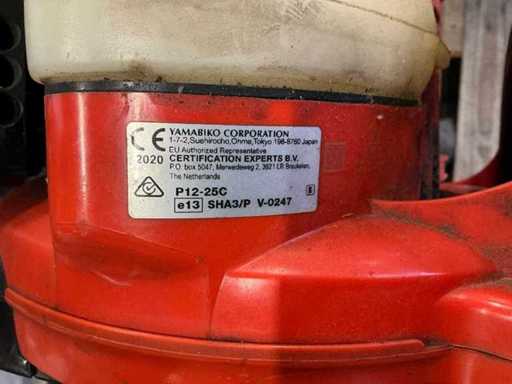 CE YAMABIKO CORPORATION
1-7-2,Suehirocho,Ohme,Tokyo 198-8760 Japan
EU Authorized Representative
2020 CERTIFICATION EXPERTS B.V.
P.O. box 5047, Merwedeweg 2, 3621 LR Breukelen,
The Netherlands
P12-25C
e13 SHA3/P V-0247